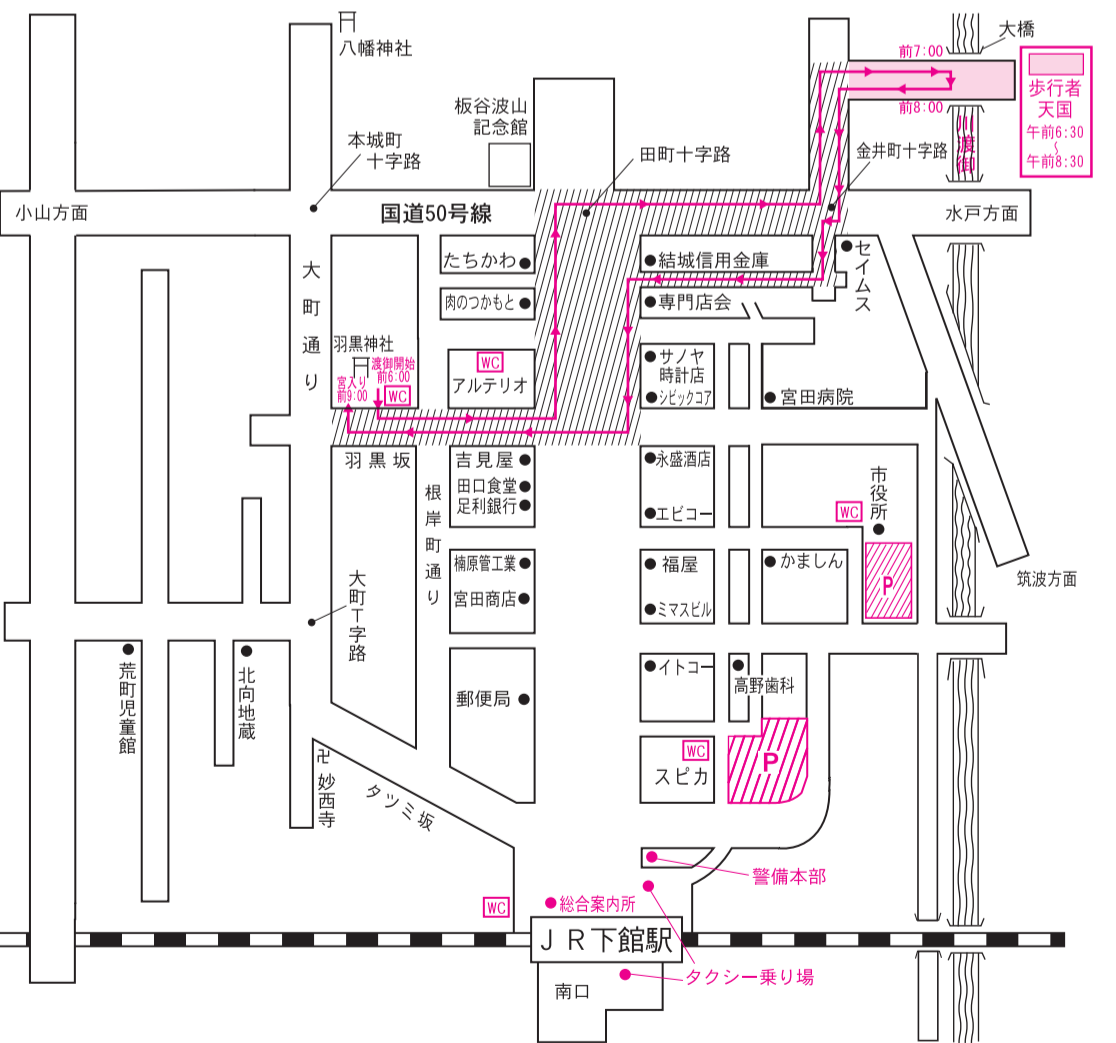 八幡神社
大橋
前7:00
歩行者
天国
午前6:30
〜
午前8:30
前8:00
川渡御
板谷波山
記念館
本城町
十字路
田町十字路
金井町十字路
小山方面
国道50号線
水戸方面
たちかわ
結城信用金庫
セイムス
大町通り
肉のつかもと
専門店会
羽黒神社
渡御開始
前6:00
宮入り
前9:00
WC
WC
アルテリオ
サノヤ
時計店
シビックコア
宮田病院
羽黒坂
吉見屋
田口食堂
足利銀行
永盛酒店
エビコー
市役所
WC
根岸町通り
楠原管工業
宮田商店
福屋
ミマスビル
かましん
P
筑波方面
大町T字路
荒町児童館
北向地蔵
郵便局
イトコー
高野歯科
卍妙西寺
タツミ坂
WC
スピカ
P
警備本部
WC
総合案内所
JR下館駅
タクシー乗り場
南口